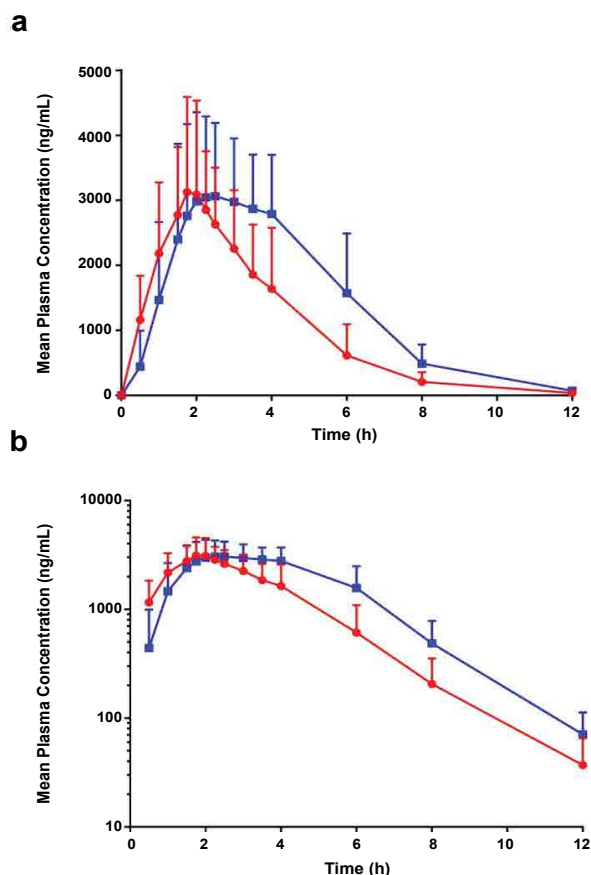 a
Mean Plasma Concentration (ng/mL)
5000
4000
3000
2000
1000
0
0 2 4 6 8 10 12
Time (h)
b
Mean Plasma Concentration (ng/mL)
10000
1000
100
10
0 2 4 6 8 10 12
Time (h)